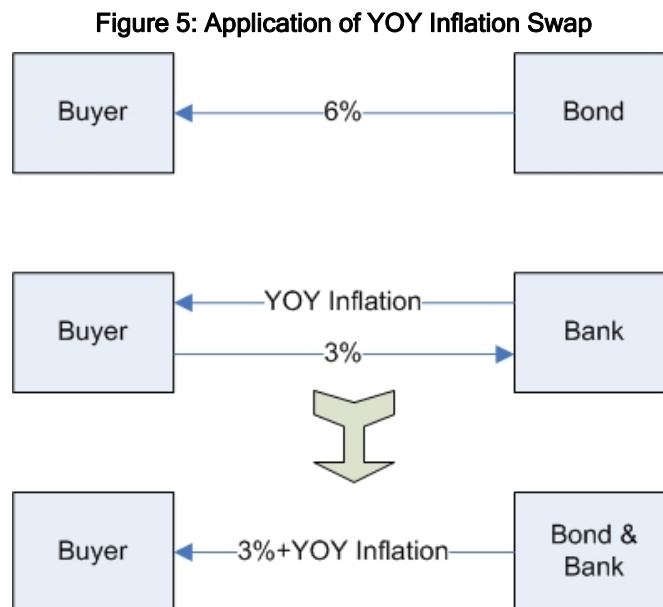 Figure 5: Application of YOY Inflation Swap
Buyer
6%
Bond
Buyer
YOY Inflation
3%
Bank
Buyer
3%+YOY Inflation
Bond &
Bank